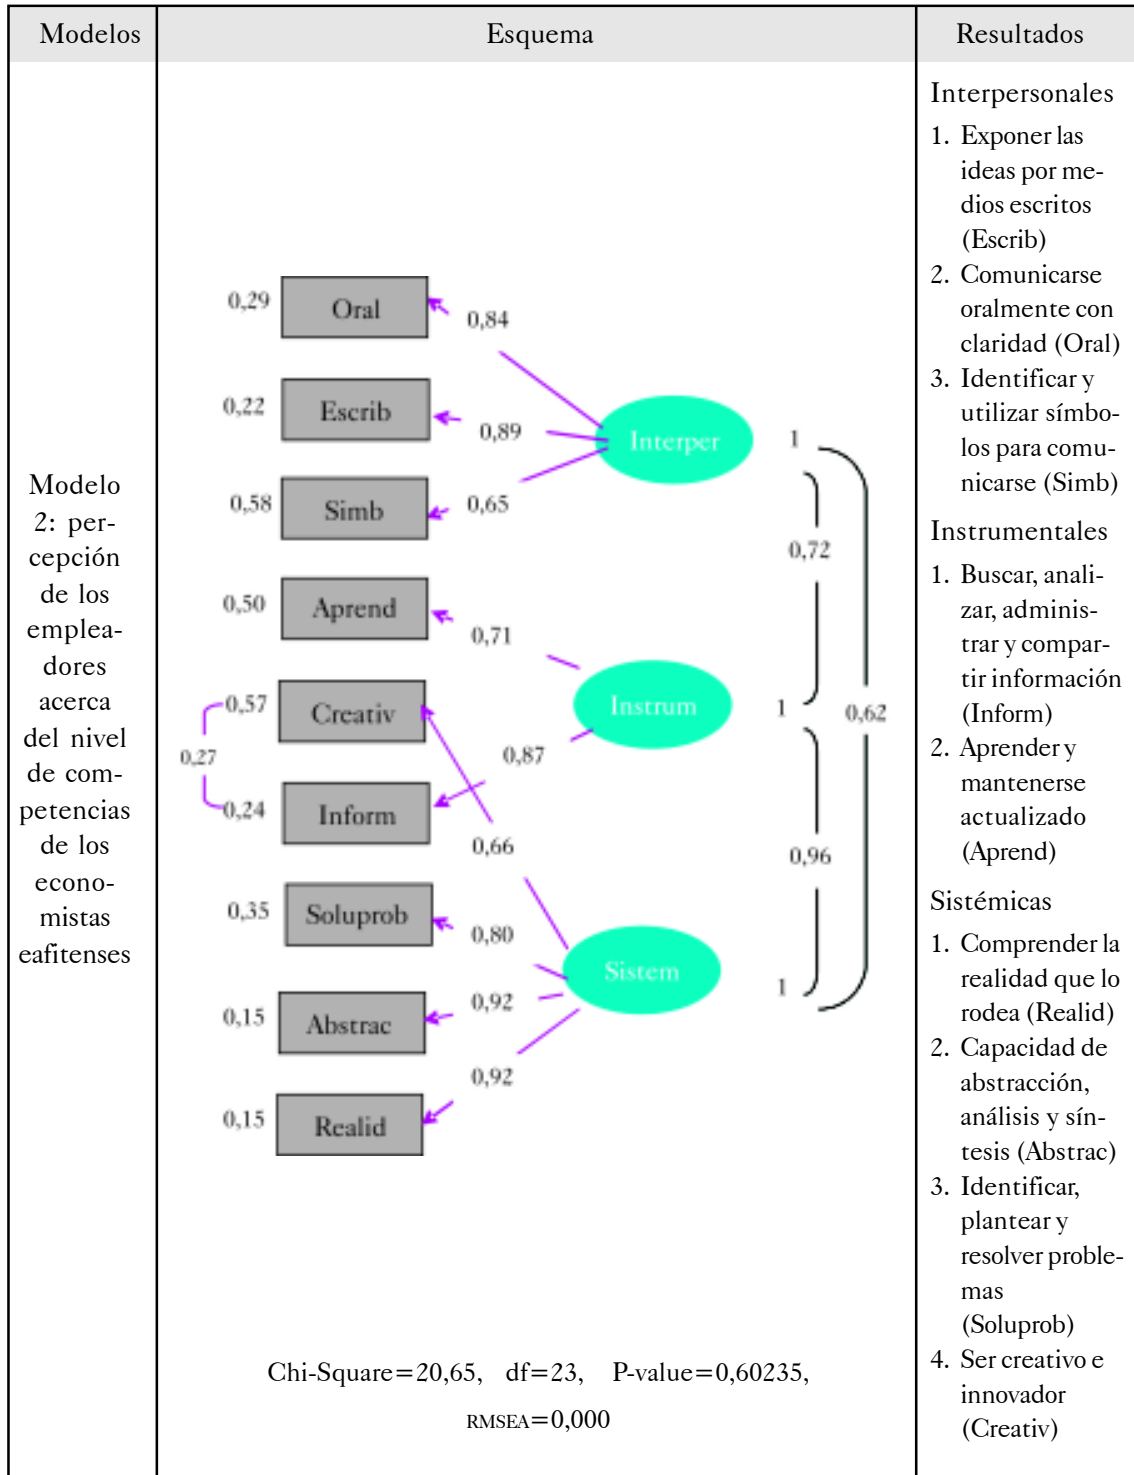 Modelos
Esquema
Resultados
Modelo
2: per-
cepción
de los
emplea-
dores
acerca
del nivel
de com-
petencias
de los
econo-
mistas
eafitenses
0,29
Oral
0,84
0,22
Escrib
0,89
Interper
1
0,58
Simb
0,65
0,72
0,50
Aprend
0,71
0,57
Creativ
Instrum
1
0,62
0,27
0,87
0,24
Inform
0,66
0,96
0,35
Soluprob
0,80
Sistem
1
0,15
Abstrac
0,92
0,92
0,15
Realid
Chi-Square=20,65, df=23, P-value=0,60235,
RMSEA=0,000
Interpersonales
1. Exponer las
ideas por me-
dios escritos
(Escrib)
2. Comunicarse
oralmente con
claridad (Oral)
3. Identificar y
utilizar símbo-
los para comu-
nicarse (Simb)
Instrumentales
1. Buscar, anali-
zar, adminis-
trar y compar-
tir información
(Inform)
2. Aprender y
mantenerse
actualizado
(Aprend)
Sistémicas
1. Comprender la
realidad que lo
rodea (Realid)
2. Capacidad de
abstracción,
análisis y sín-
tesis (Abstrac)
3. Identificar,
plantear y
resolver proble-
mas
(Soluprob)
4. Ser creativo e
innovador
(Creativ)